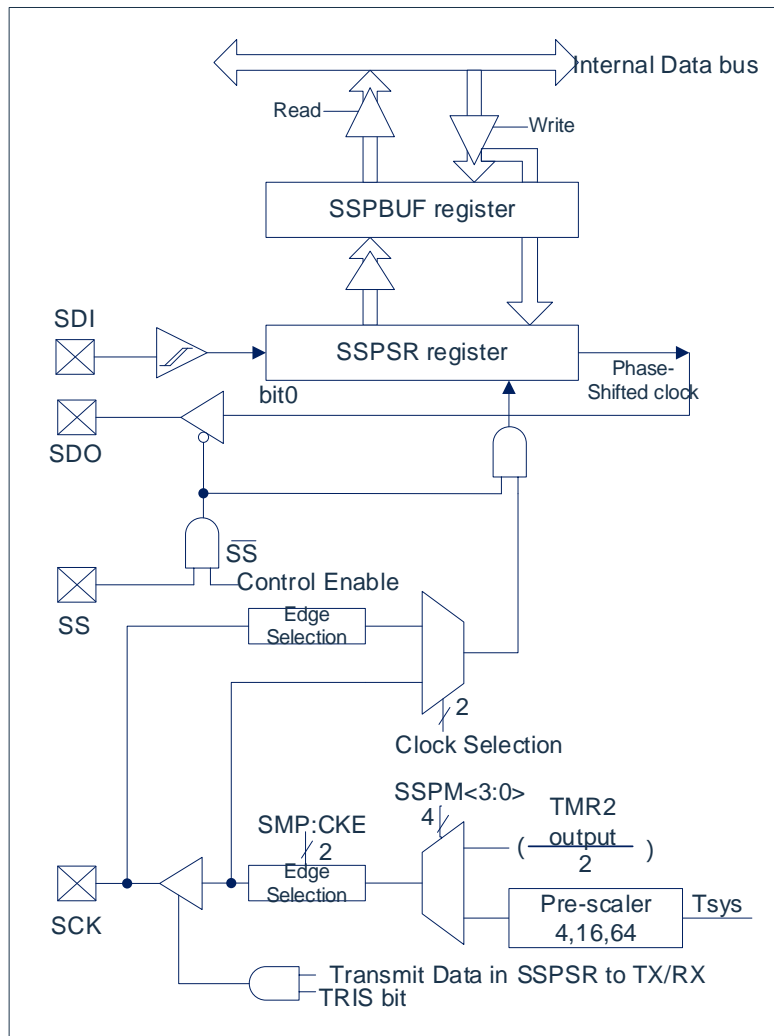 Internal Data bus
Read
Write
SSPBUF register
SDI
SSPSR register
bit0
Phase-
Shifted clock
SDO
SS
Control Enable
SS
Edge
Selection
2
Clock Selection
SSPM<3:0>
4
TMR2
output
( 2 )
SMP:CKE
2
Edge Selection
SCK
Pre-scaler
4,16,64
Tsys
Transmit Data in SSPSR to TX/RX
TRIS bit